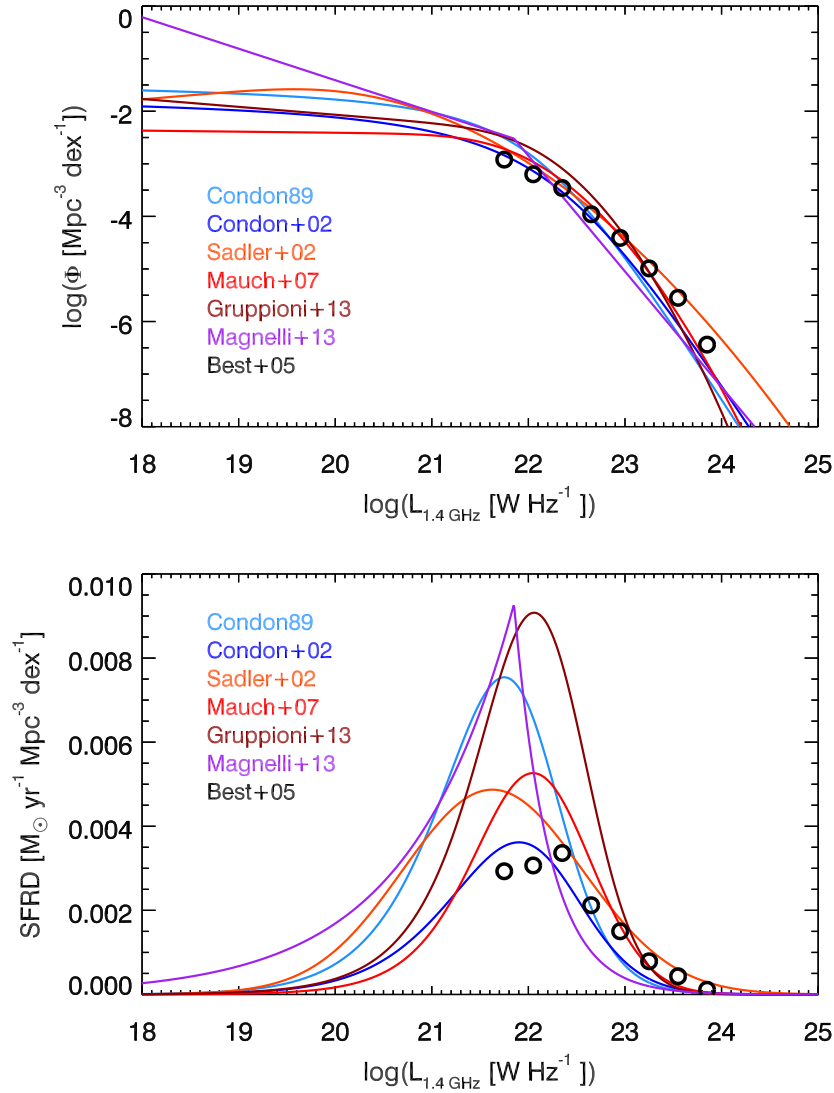 0
-2
-4
-6
-8
log(Φ [Mpc⁻³ dex⁻¹])
Condon89
Condon+02
Sadler+02
Mauch+07
Gruppioni+13
Magnelli+13
Best+05
18 19 20 21 22 23 24 25
log(L₁.₄ GHz [W Hz⁻¹ ])
0.010
0.008
0.006
0.004
0.002
0.000
SFRD [M☉ yr⁻¹ Mpc⁻³ dex⁻¹]
Condon89
Condon+02
Sadler+02
Mauch+07
Gruppioni+13
Magnelli+13
Best+05
18 19 20 21 22 23 24 25
log(L₁.₄ GHz [W Hz⁻¹ ])